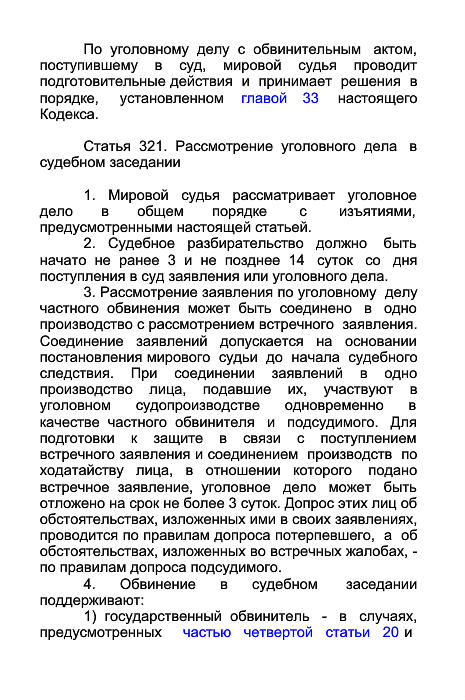 По уголовному делу с обвинительным актом,
поступившему в суд, мировой судья проводит
подготовительные действия и принимает решения в
порядке, установленном главой 33 настоящего
Кодекса.
Статья 321. Рассмотрение уголовного дела в
судебном заседании
1. Мировой судья рассматривает уголовное
дело в общем порядке с изъятиями,
предусмотренными настоящей статьей.
2. Судебное разбирательство должно быть
начато не ранее 3 и не позднее 14 суток со дня
поступления в суд заявления или уголовного дела.
3. Рассмотрение заявления по уголовному делу
частного обвинения может быть соединено в одно
производство с рассмотрением встречного заявления.
Соединение заявлений допускается на основании
постановления мирового судьи до начала судебного
следствия. При соединении заявлений в одно
производство лица, подавшие их, участвуют в
уголовном судопроизводстве одновременно в
качестве частного обвинителя и подсудимого. Для
подготовки к защите в связи с поступлением
встречного заявления и соединением производств по
ходатайству лица, в отношении которого подано
встречное заявление, уголовное дело может быть
отложено на срок не более 3 суток. Допрос этих лиц об
обстоятельствах, изложенных ими в своих заявлениях,
проводится по правилам допроса потерпевшего, а об
обстоятельствах, изложенных во встречных жалобах, -
по правилам допроса подсудимого.
4. Обвинение в судебном заседании
поддерживают:
1) государственный обвинитель - в случаях,
предусмотренных частью четвертой статьи 20 и